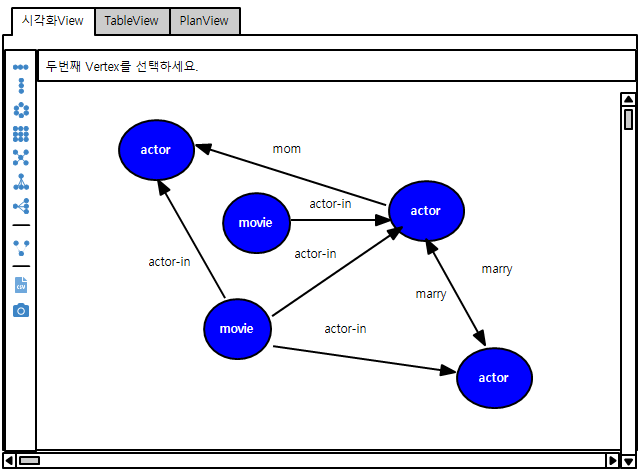 시각화View
TableView
PlanView
두번째 Vertex를 선택하세요.
actor
mom
actor-in
actor
movie
actor-in
actor-in
marry
marry
movie
actor-in
actor
CSV